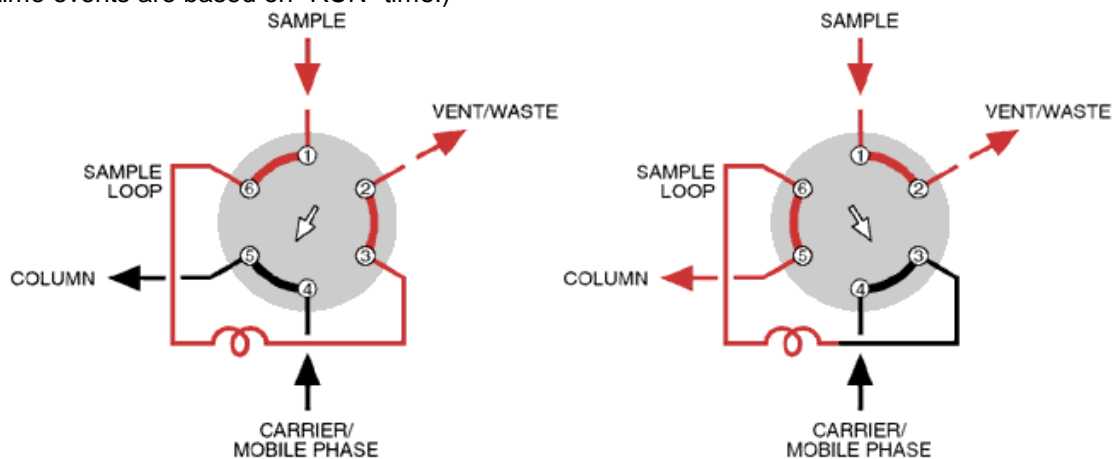 SAMPLE
VENT/WASTE
1
SAMPLE
LOOP
6
2
5
3
COLUMN
4
CARRIER/
MOBILE PHASE
SAMPLE
VENT/WASTE
1
SAMPLE
LOOP
6
2
5
3
COLUMN
4
CARRIER/
MOBILE PHASE